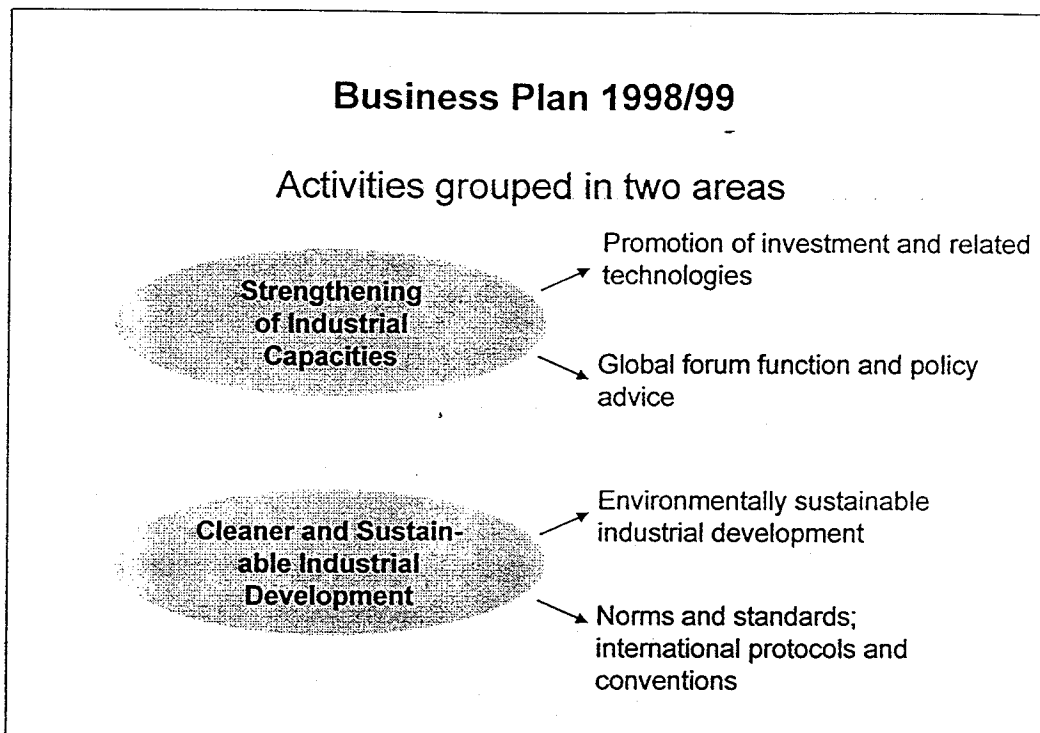 Business Plan 1998/99
Activities grouped in two areas
Strengthening
of Industrial
Capacities
Promotion of investment and related
technologies
Global forum function and policy
advice
Cleaner and Sustain-
able Industrial
Development
Environmentally sustainable
industrial development
Norms and standards;
international protocols and
conventions